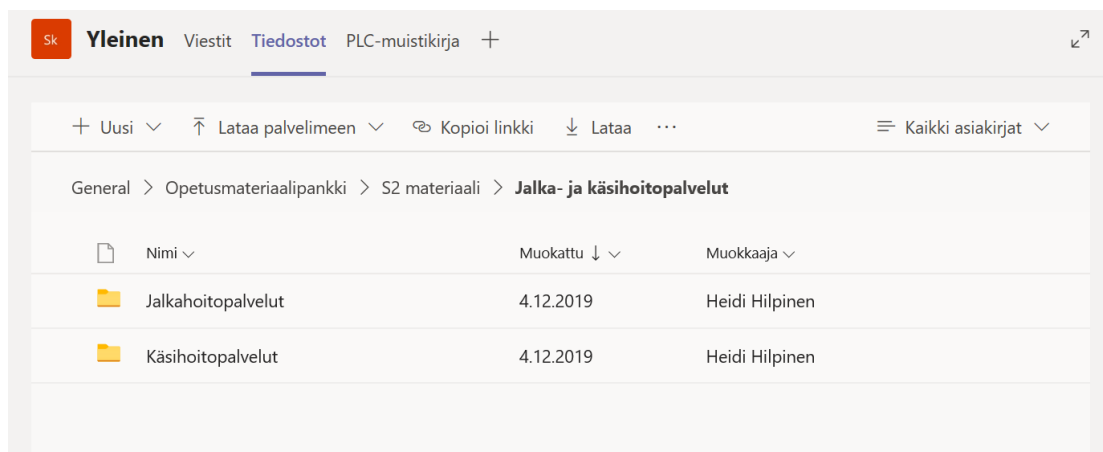 Sk Yleinen Viestit Tiedostot PLC-muistikirja
Uusi Lataa palvelimeen Kopioi linkki Lataa ... Kaikki asiakirjat
General > Opetusmateriaalipankki > S2 materiaali > Jalka- ja käsihoitopalvelut
Nimi Muokattu Muokkaaja
Jalkahoitopalvelut 4.12.2019 Heidi Hilpinen
Käsihoitopalvelut 4.12.2019 Heidi Hilpinen